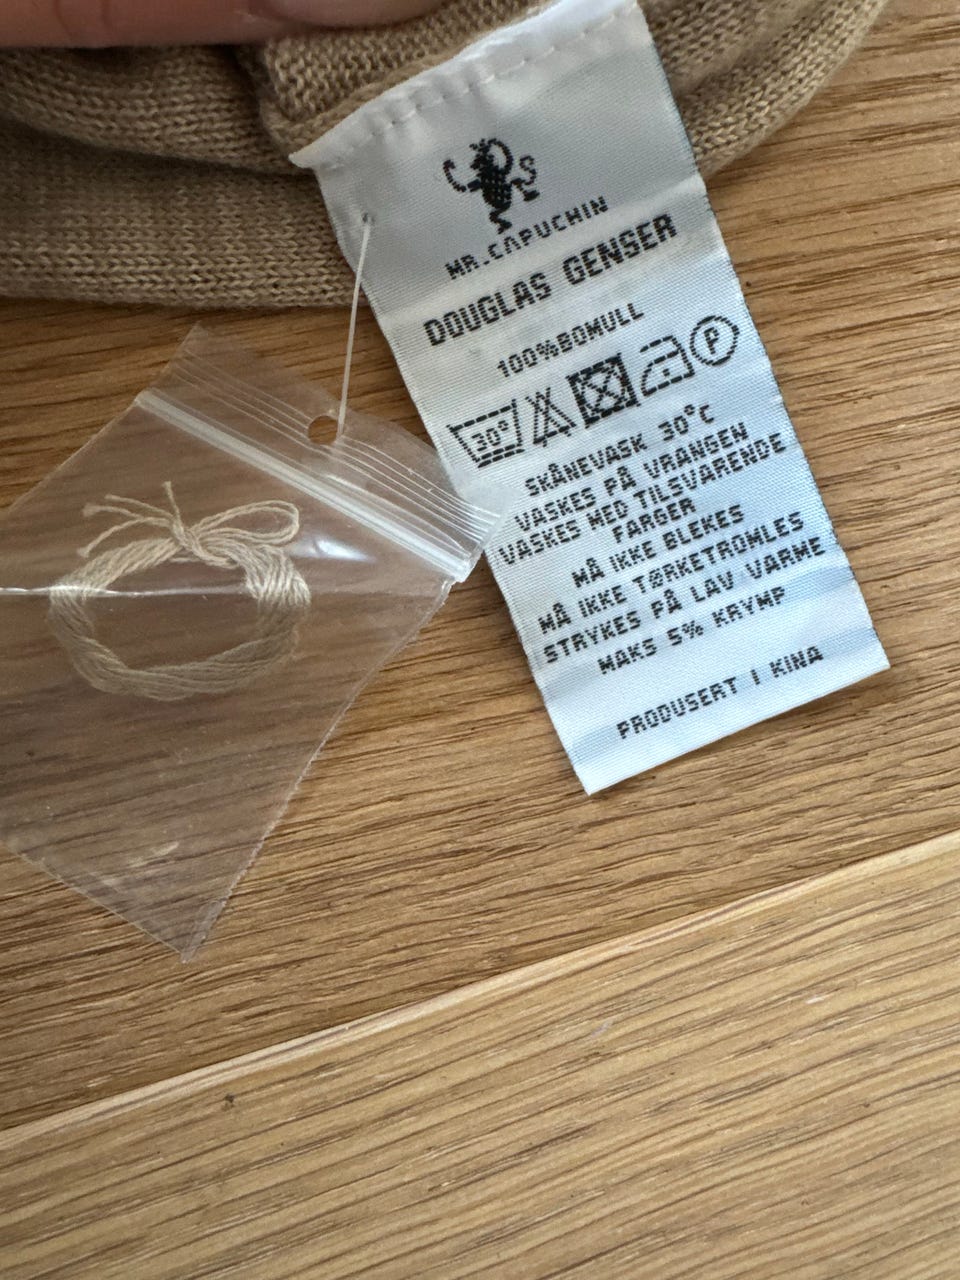 MR.CAPUCHIN
DOUGLAS GENSER
100%BOMULL
30° P
SKÅNEVASK 30°C
VASKES PÅ VRANGEN
VASKES MED TILSVARENDE
FARGER
MÅ IKKE BLEKES
MÅ IKKE TØRKETROMLES
STRYKES PÅ LAV VARME
MAKS 5% KRYMP
PRODUSERT I KINA